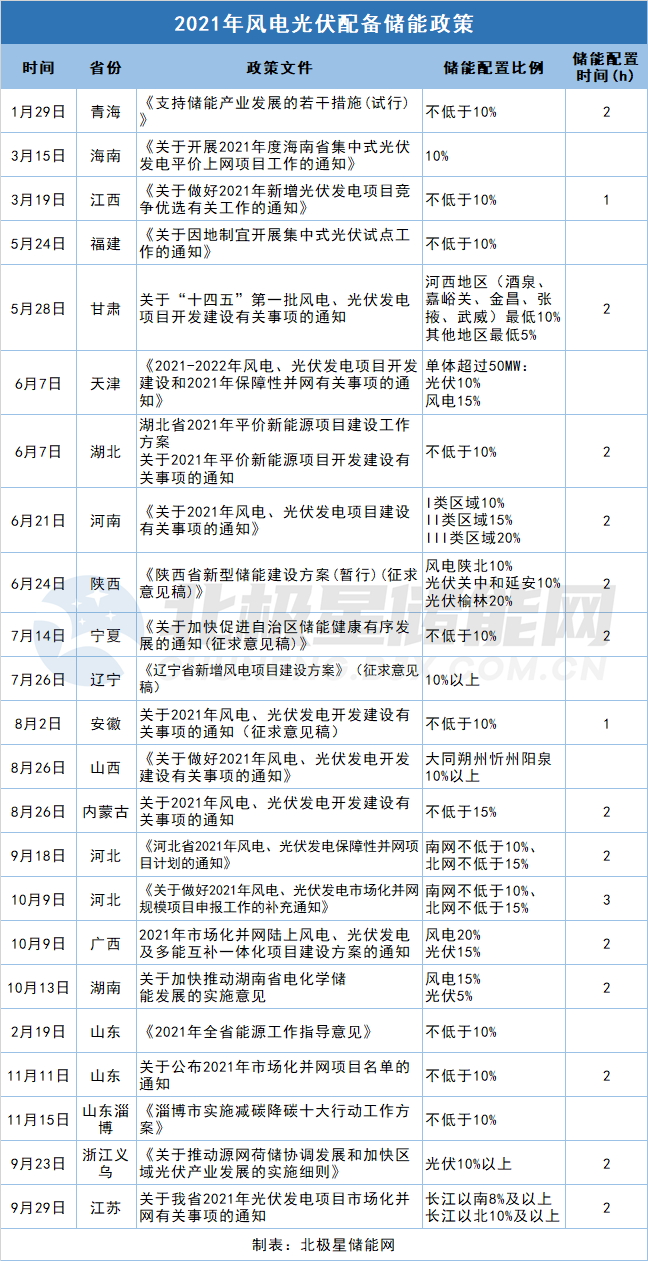 2021年风电光伏配备储能政策
时间 省份 政策文件 储能配置比例 储能配置
时间(h)
1月29日 青海 《支持储能产业发展的若干措施(试行)
》 不低于10% 2
3月15日 海南 《关于开展2021年度海南省集中式光伏
发电平价上网项目工作的通知》 10%
3月19日 江西 《关于做好2021年新增光伏发电项目竞
争优选有关工作的通知》 不低于10% 1
5月24日 福建 《关于因地制宜开展集中式光伏试点工
作的通知》 不低于10%
5月28日 甘肃 关于“十四五”第一批风电、光伏发电
项目开发建设有关事项的通知 河西地区（酒泉、
嘉峪关、金昌、张
掖、武威）最低10%
其他地区最低5% 2
6月7日 天津 《2021-2022年风电、光伏发电项目开发
建设和2021年保障性并网有关事项的通
知》 单体超过50MW:
光伏10%
风电15%
6月7日 湖北 湖北省2021年平价新能源项目建设工作
方案
关于2021年平价新能源项目开发建设有
关事项的通知 不低于10% 2
6月21日 河南 《关于2021年风电、光伏发电项目建设
有关事项的通知》 I类区域10%
II类区域15%
III类区域20% 2
6月24日 陕西 《陕西省新型储能建设方案(暂行)(征求
意见稿)》 风电陕北10%
光伏关中和延安10%
光伏榆林20% 2
7月14日 宁夏 《关于加快促进自治区储能健康有序发
展的通知(征求意见稿)》 不低于10% 2
7月26日 辽宁 《辽宁省新增风电项目建设方案》（征求意见
稿） 10%以上
8月2日 安徽 关于2021年风电、光伏发电开发建设有
关事项的通知（征求意见稿） 不低于10% 1
8月26日 山西 《关于做好2021年风电、光伏发电开发
建设有关事项的通知》 大同朔州忻州阳泉
10%以上
8月26日 内蒙古 关于2021年风电、光伏发电开发建设有
关事项的通知 不低于15% 2
9月18日 河北 《河北省2021年风电、光伏发电保障性并网项
目计划的通知》 南网不低于10%、
北网不低于15% 2
10月9日 河北 《关于做好2021年风电、光伏发电市场化并网
规模项目申报工作的补充通知》 南网不低于10%、
北网不低于15% 3
10月9日 广西 2021年市场化并网陆上风电、光伏发电
及多能互补一体化项目建设方案的通知 风电20%
光伏15% 2
10月13日 湖南 关于加快推动湖南省电化学储
能发展的实施意见 风电15%
光伏5% 2
2月19日 山东 《2021年全省能源工作指导意见》 不低于10%
11月11日 山东 关于公布2021年市场化并网项目名单的
通知 不低于10% 2
11月15日 山东淄
博 《淄博市实施减碳降碳十大行动工作方
案》 不低于10%
9月23日 浙江义
乌 《关于推动源网荷储协调发展和加快区
域光伏产业发展的实施细则》 光伏10%以上 2
9月29日 江苏 关于我省2021年光伏发电项目市场化并
网有关事项的通知 长江以南8%及以上
长江以北10%及以上 2
制表：北极星储能网
北极星储能网